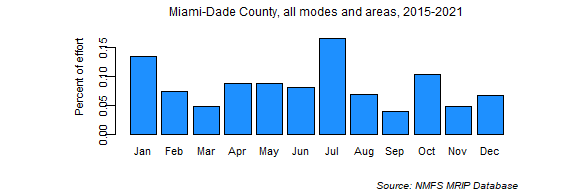 Miami-Dade County, all modes and areas, 2015-2021
Percent of effort
0.15
0.10
0.05
0.00
Jan Feb Mar Apr May Jun Jul Aug Sep Oct Nov Dec
Source: NMFS MRIP Database